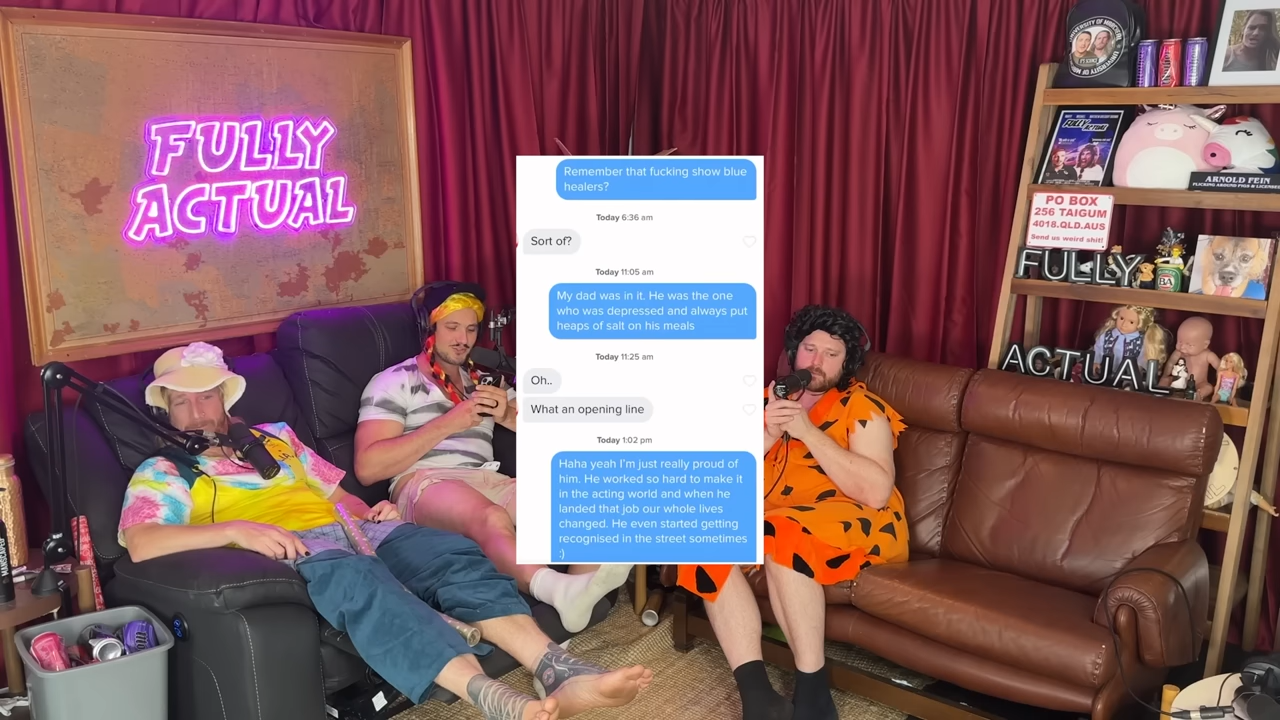 FULLY
ACTUAL
Remember that fucking show blue
healers?
Today 6:36 am
Sort of?
Today 11:05 am
My dad was in it. He was the one
who was depressed and always put
heaps of salt on his meals
Today 11:25 am
Oh..
What an opening line
Today 1:02 pm
Haha yeah I'm just really proud of
him. He worked so hard to make it
in the acting world and when he
landed that job our whole lives
changed. He even started getting
recognised in the street sometimes
:)
FULLY
ACTUAL
ARNOLD FEIN
PO BOX
256 TAIGUM
4018.QLD.AUS
Send us weird shit!
FULLY
ACTUAL
MANSCAPED